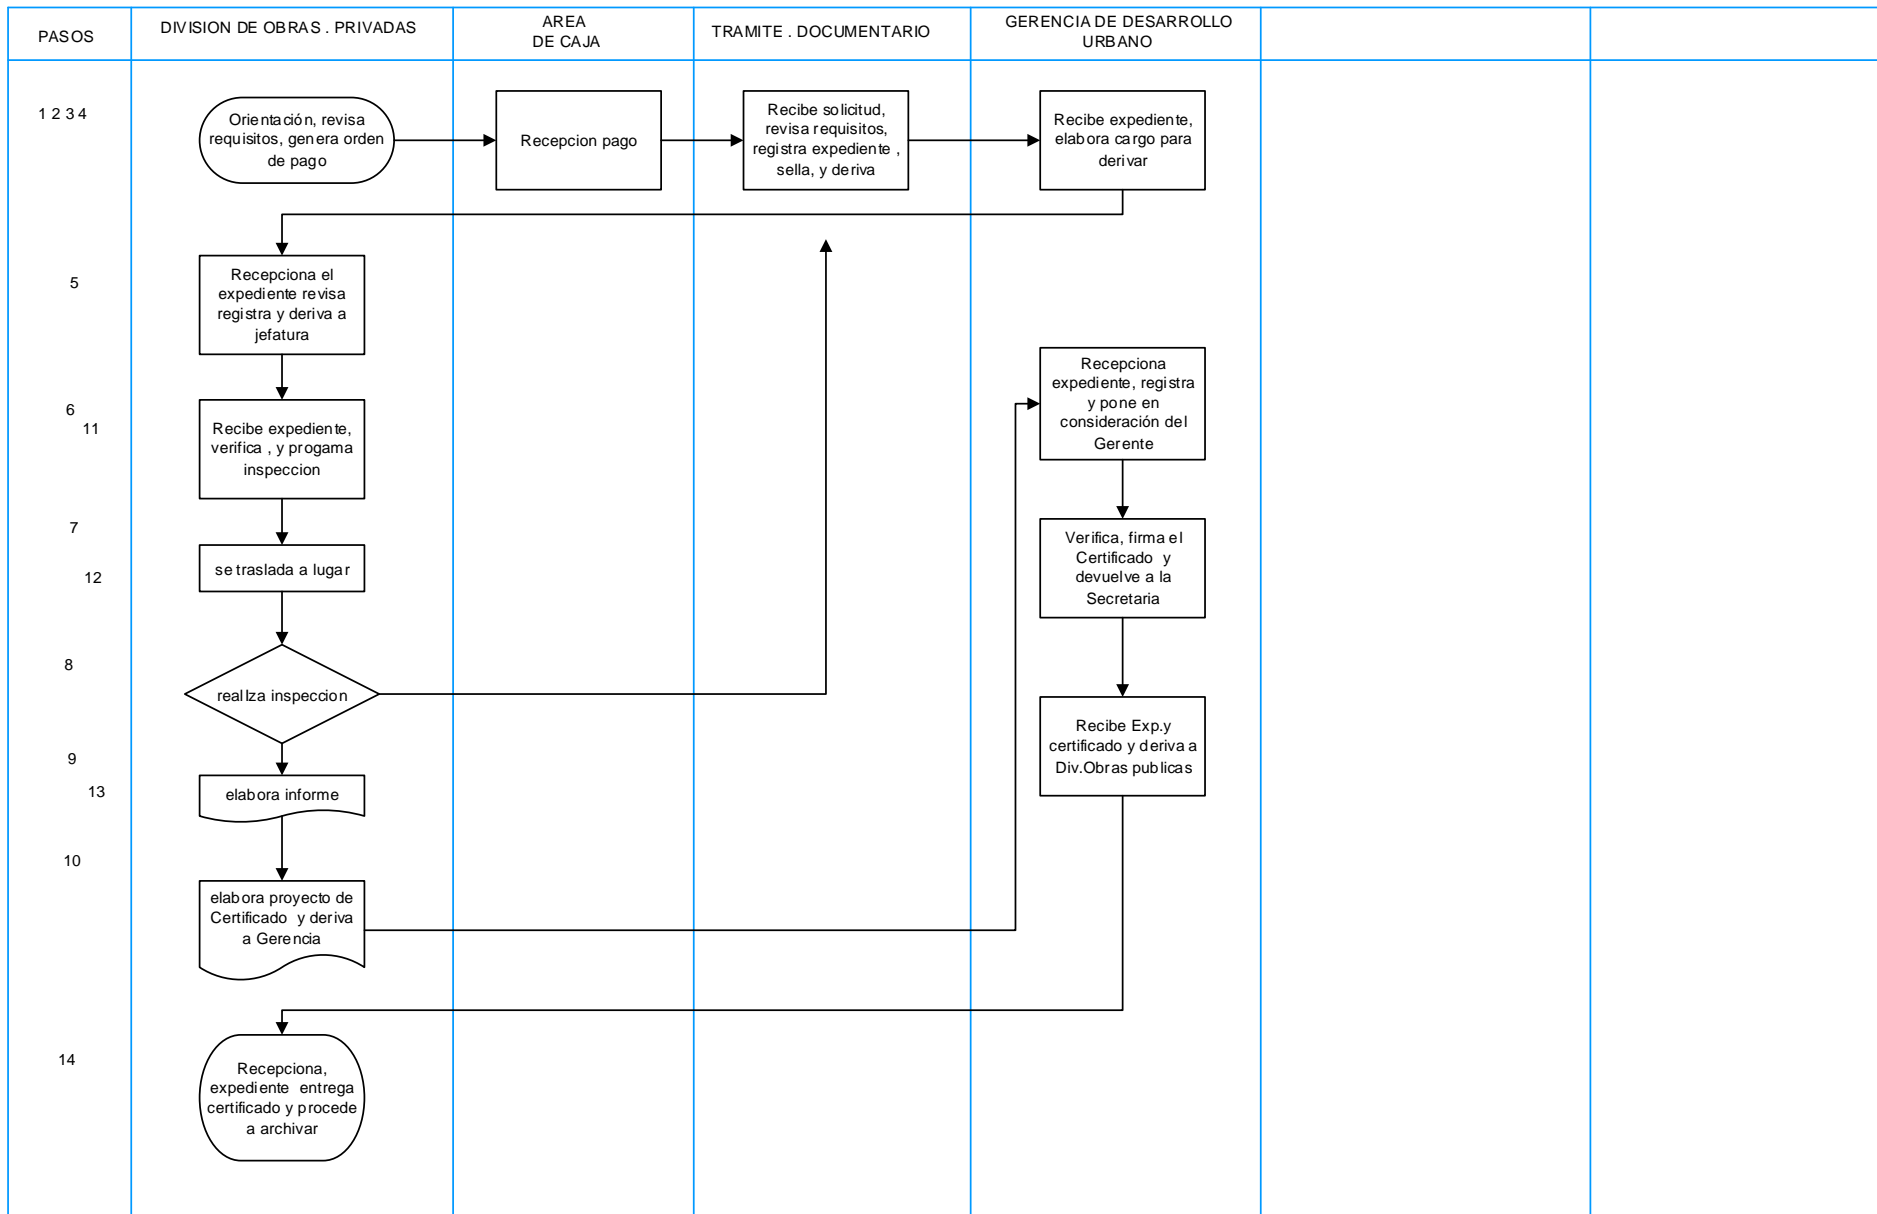 PASOS
DIVISION DE OBRAS . PRIVADAS
AREA
DE CAJA
TRAMITE . DOCUMENTARIO
GERENCIA DE DESARROLLO
URBANO
1 2 3 4
Orientación, revisa
requisitos, genera orden
de pago
Recepcion pago
Recibe solicitud,
revisa requisitos,
registra expediente ,
sella, y deriva
Recibe expediente,
elabora cargo para
derivar
5
Recepciona el
expediente revisa
registra y deriva a
jefatura
6
11
Recibe expediente,
verifica , y progama
inspeccion
Recepciona
expediente, registra
y pone en
consideración del
Gerente
7
12
se traslada a lugar
Verifica, firma el
Certificado y
devuelve a la
Secretaria
8
realIza inspeccion
Recibe Exp.y
certificado y deriva a
Div.Obras publicas
9
13
elabora informe
10
elabora proyecto de
Certificado y deriva
a Gerencia
14
Recepciona,
expediente entrega
certificado y procede
a archivar